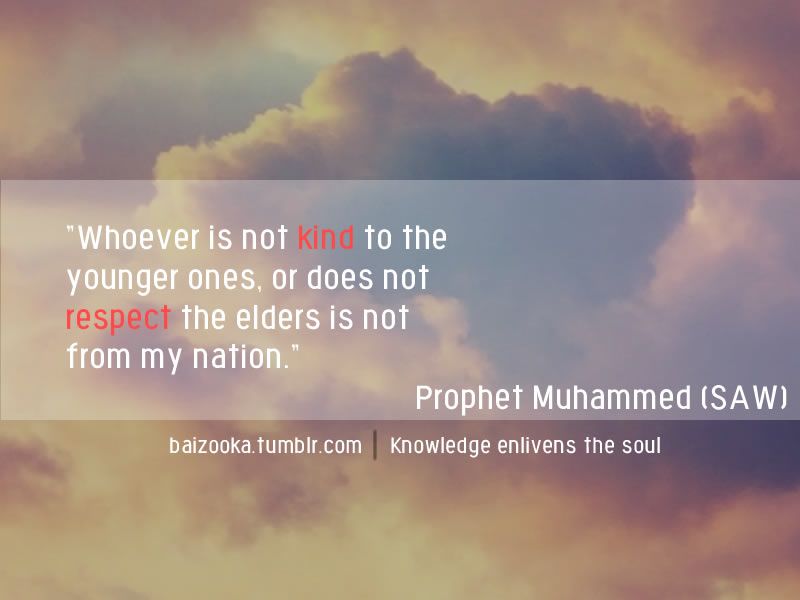 "Whoever is not kind to the
younger ones, or does not
respect the elders is not
from my nation."
Prophet Muhammed (SAW)
baizooka.tumblr.com | Knowledge enlivens the soul